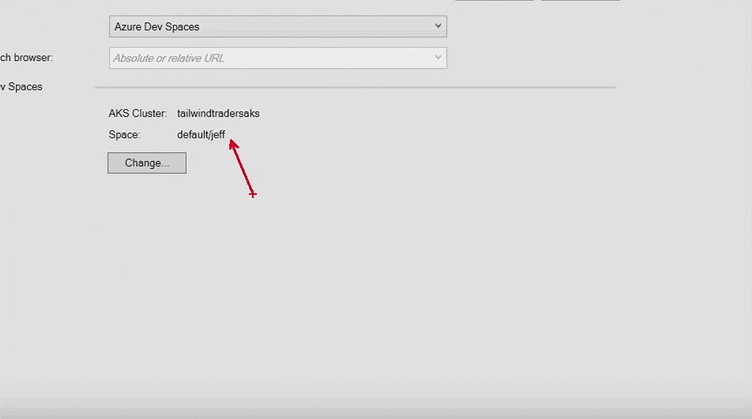 Azure Dev Spaces
ch browser: Absolute or relative URL
v Spaces
AKS Cluster: tailwindtradersaks
Space: default/jeff
Change...